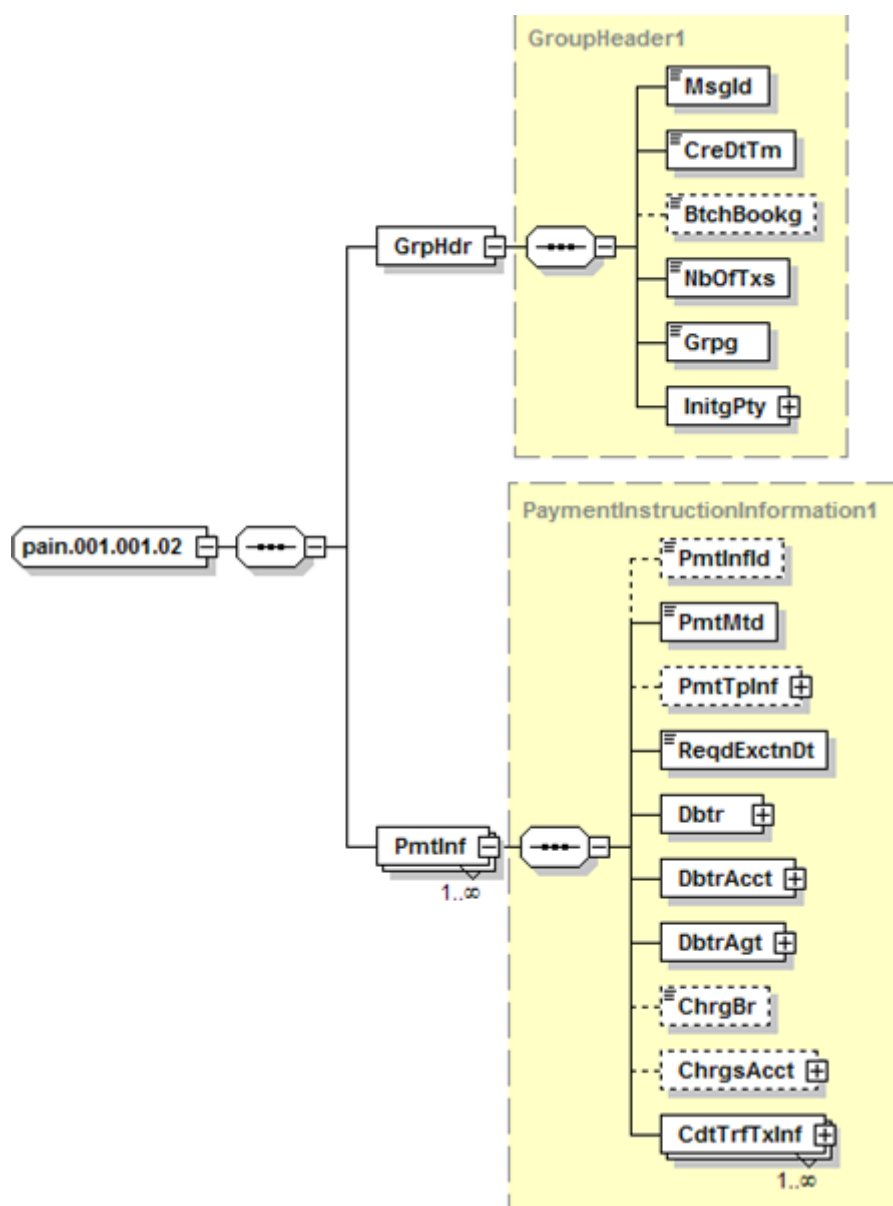 GroupHeader1
MsgId
CreDtTm
BtchBookg
GrpHdr
NbOfTxs
Grpg
InitgPty
PaymentInstructionInformation1
pain.001.001.02
PmtInfId
PmtMtd
PmtTpInf
ReqdExctnDt
Dbtr
PmtInf
1..∞
DbtrAcct
DbtrAgt
ChrgBr
ChrgsAcct
CdtTrfTxInf
1..∞